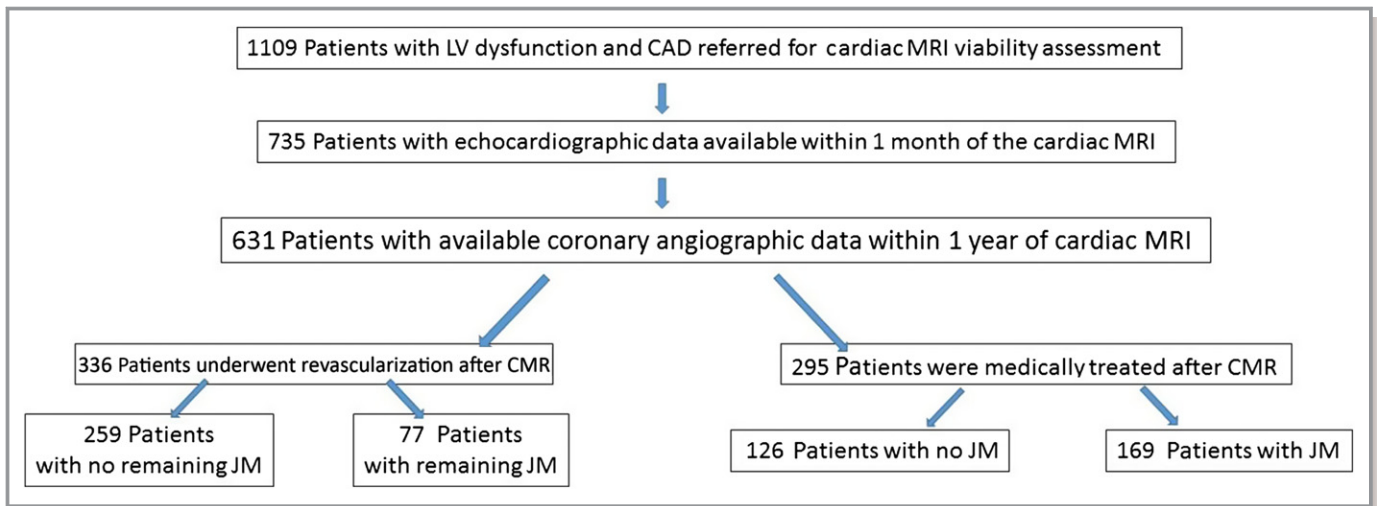 1109 Patients with LV dysfunction and CAD referred for cardiac MRI viability assessment
735 Patients with echocardiographic data available within 1 month of the cardiac MRI
631 Patients with available coronary angiographic data within 1 year of cardiac MRI
336 Patients underwent revascularization after CMR
295 Patients were medically treated after CMR
259 Patients
with no remaining JM
77 Patients
with remaining JM
126 Patients with no JM
169 Patients with JM